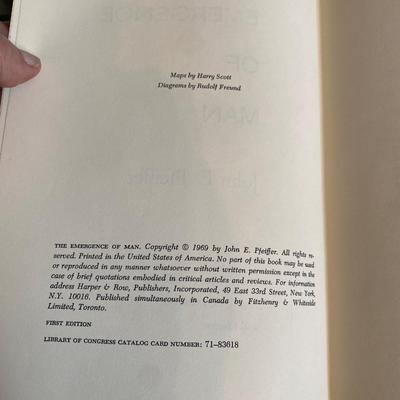 Maps by Harry Scott
Diagrams by Rudolf Freund
THE EMERGENCE OF MAN. Copyright © 1969 by John E. Pfeiffer. All rights re-
served. Printed in the United States of America. No part of this book may be used
or reproduced in any manner whatsoever without written permission except in the
case of brief quotations embodied in critical articles and reviews. For information
address Harper & Row, Publishers, Incorporated, 49 East 33rd Street, New York,
N.Y. 10016. Published simultaneously in Canada by Fitzhenry & Whiteside
Limited, Toronto.
FIRST EDITION
LIBRARY OF CONGRESS CATALOG CARD NUMBER: 71–83618